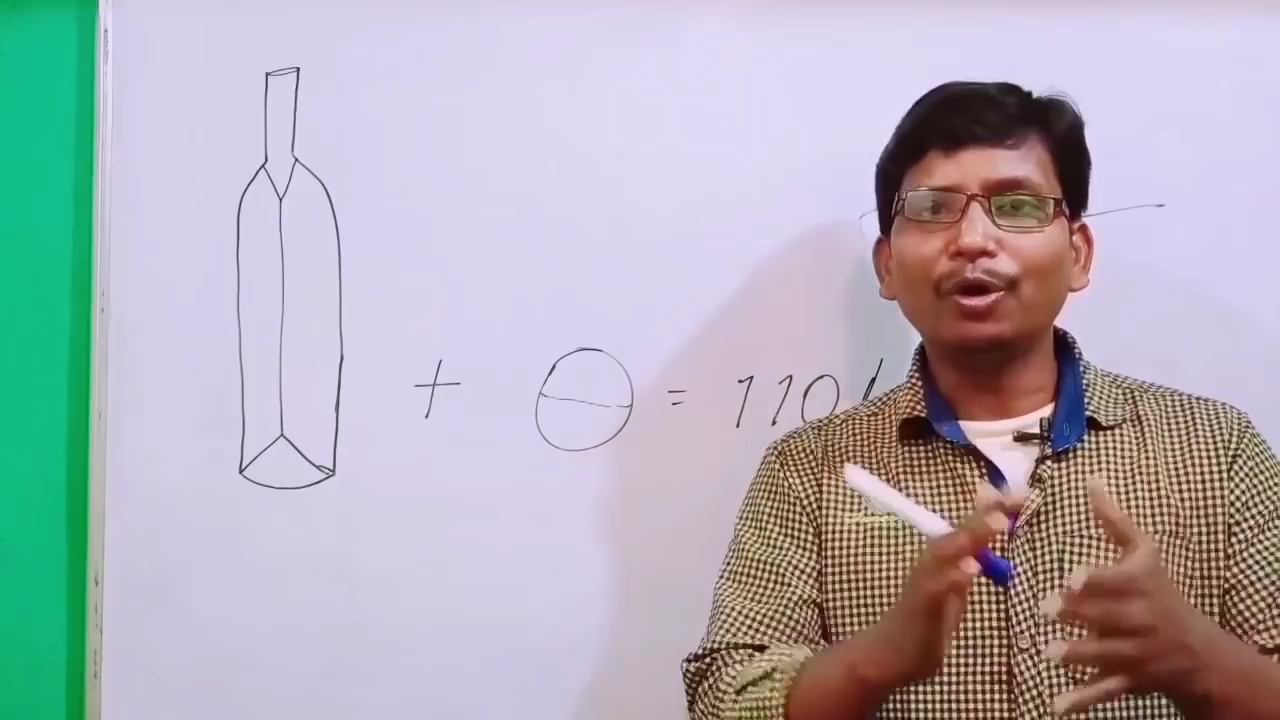 + = 110/